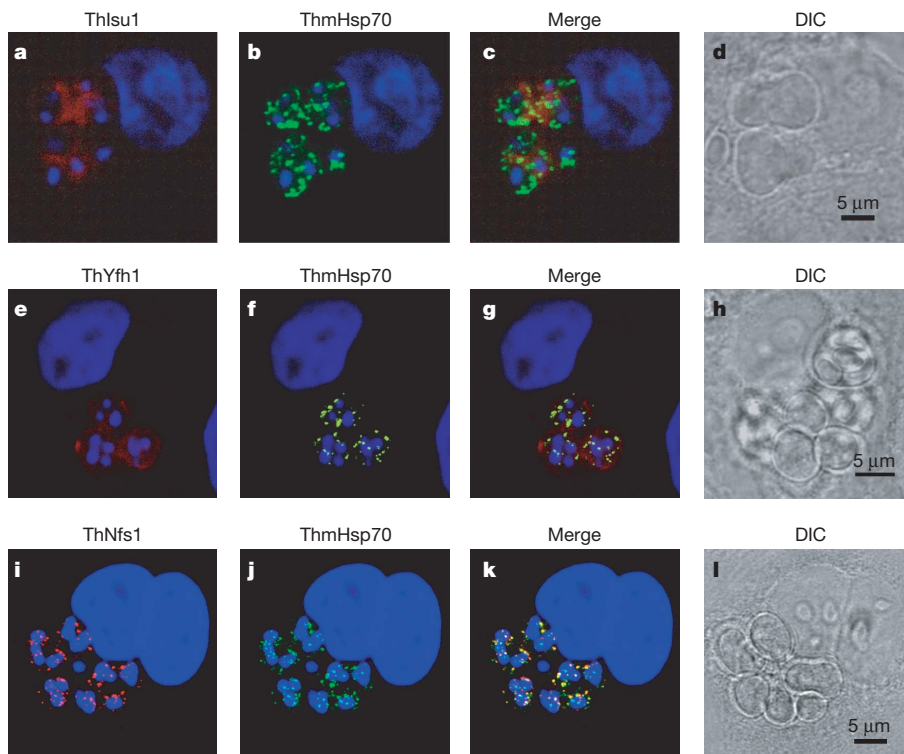 ThIsu1 ThmHsp70 Merge DIC
a b c d
5 μm
ThYfh1 ThmHsp70 Merge DIC
e f g h
5 μm
ThNfs1 ThmHsp70 Merge DIC
i j k l
5 μm